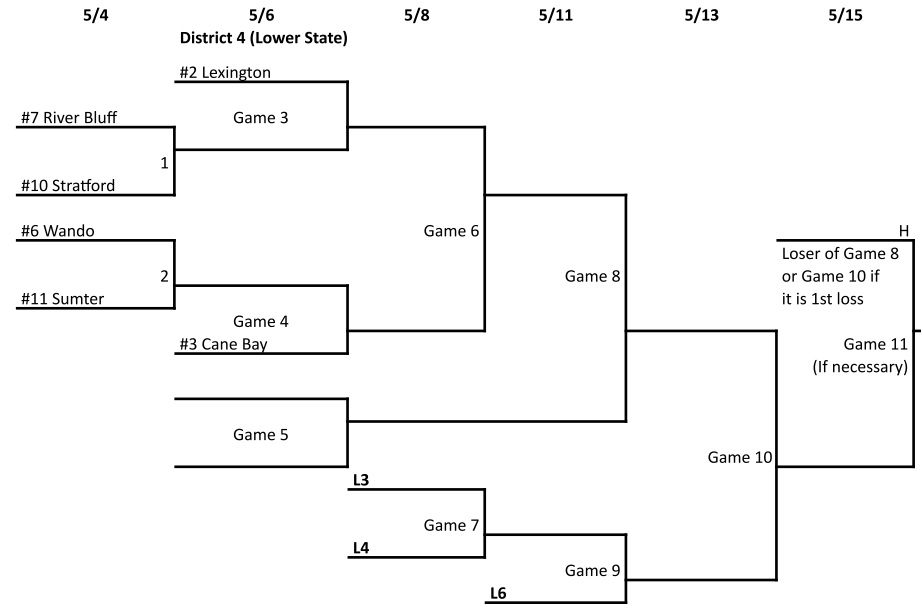 5/4 5/6 5/8 5/11 5/13 5/15
District 4 (Lower State)
#2 Lexington
Game 3
#7 River Bluff
1
#10 Stratford
#6 Wando
Game 6
H
Loser of Game 8
or Game 10 if
it is 1st loss
2
Game 8
#11 Sumter
Game 4
#3 Cane Bay
Game 11
(If necessary)
Game 5
Game 10
L3
Game 7
L4
Game 9
L6